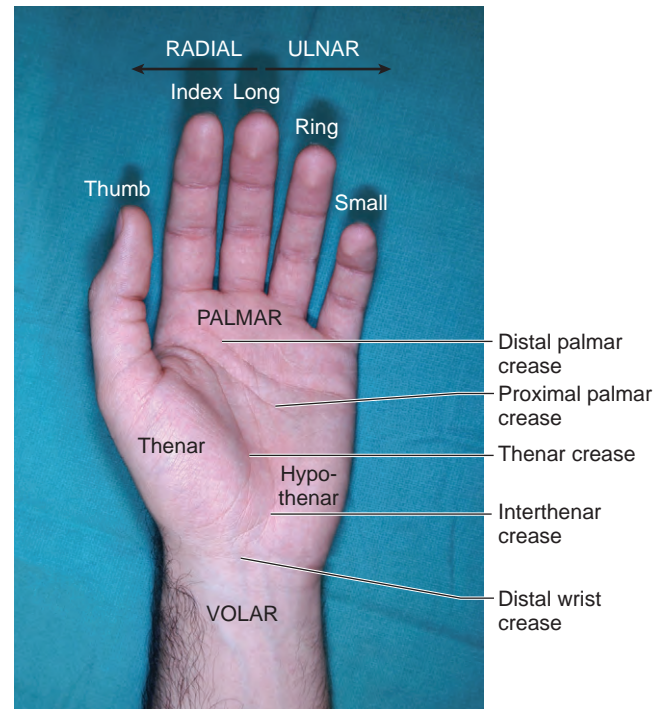 RADIAL ULNAR
Index Long
Ring
Thumb
Small
PALMAR
Distal palmar
crease
Proximal palmar
crease
Thenar
Thenar crease
Hypo-
thenar
Interthenar
crease
Distal wrist
crease
VOLAR